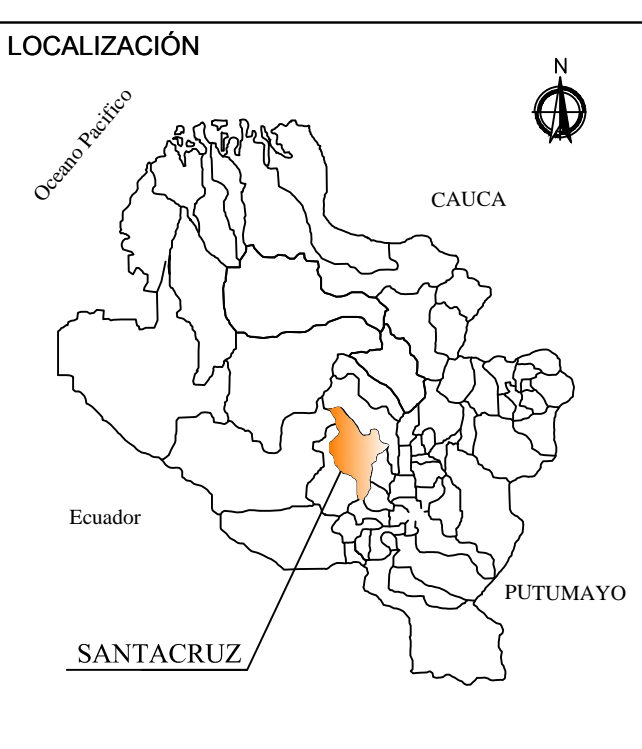 LOCALIZACIÓN
N
Oceano Pacifico
CAUCA
Ecuador
PUTUMAYO
SANTACRUZ